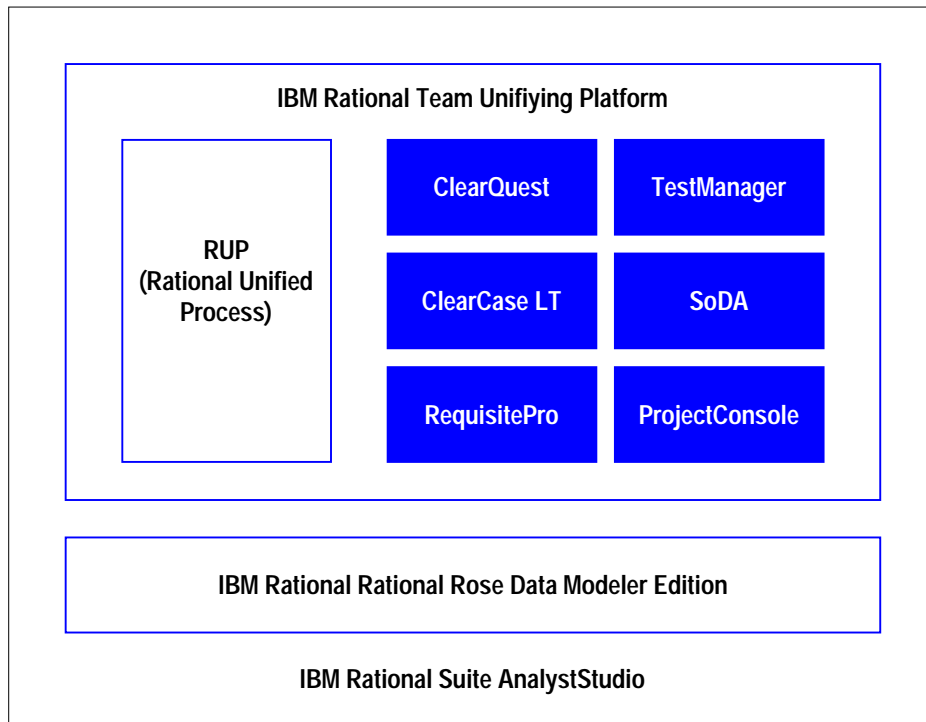 IBM Rational Team Unifiying Platform
RUP
(Rational Unified
Process)
ClearQuest
TestManager
ClearCase LT
SoDA
RequisitePro
ProjectConsole
IBM Rational Rational Rose Data Modeler Edition
IBM Rational Suite AnalystStudio